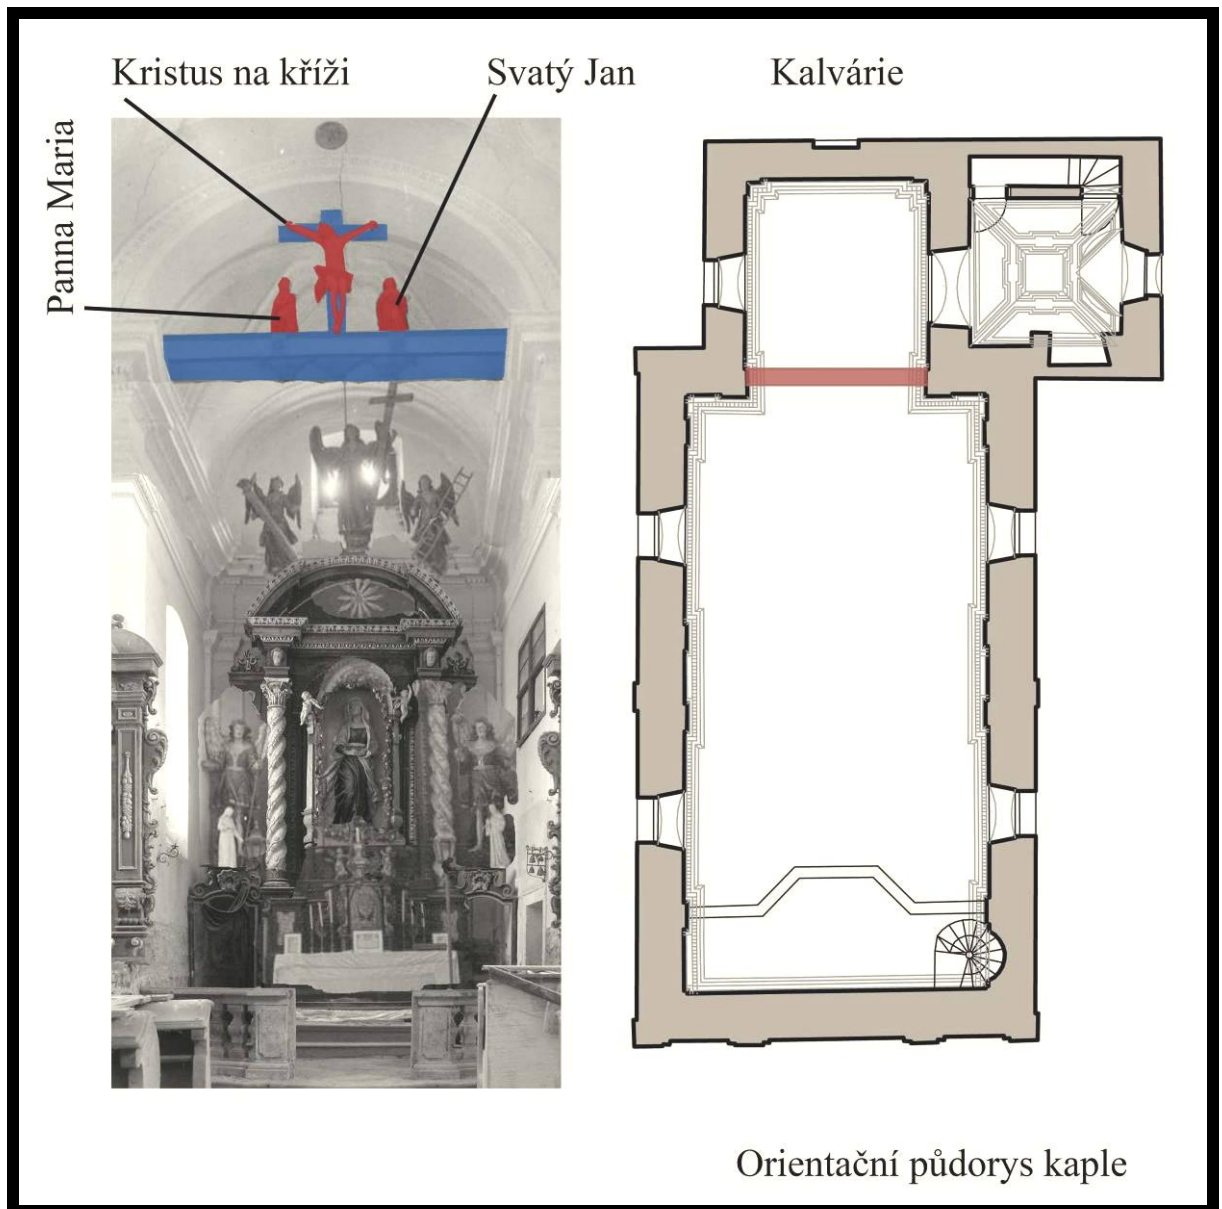 Kristus na kříži
Svatý Jan
Kalvárie
Panna Maria
Orientační půdorys kaple